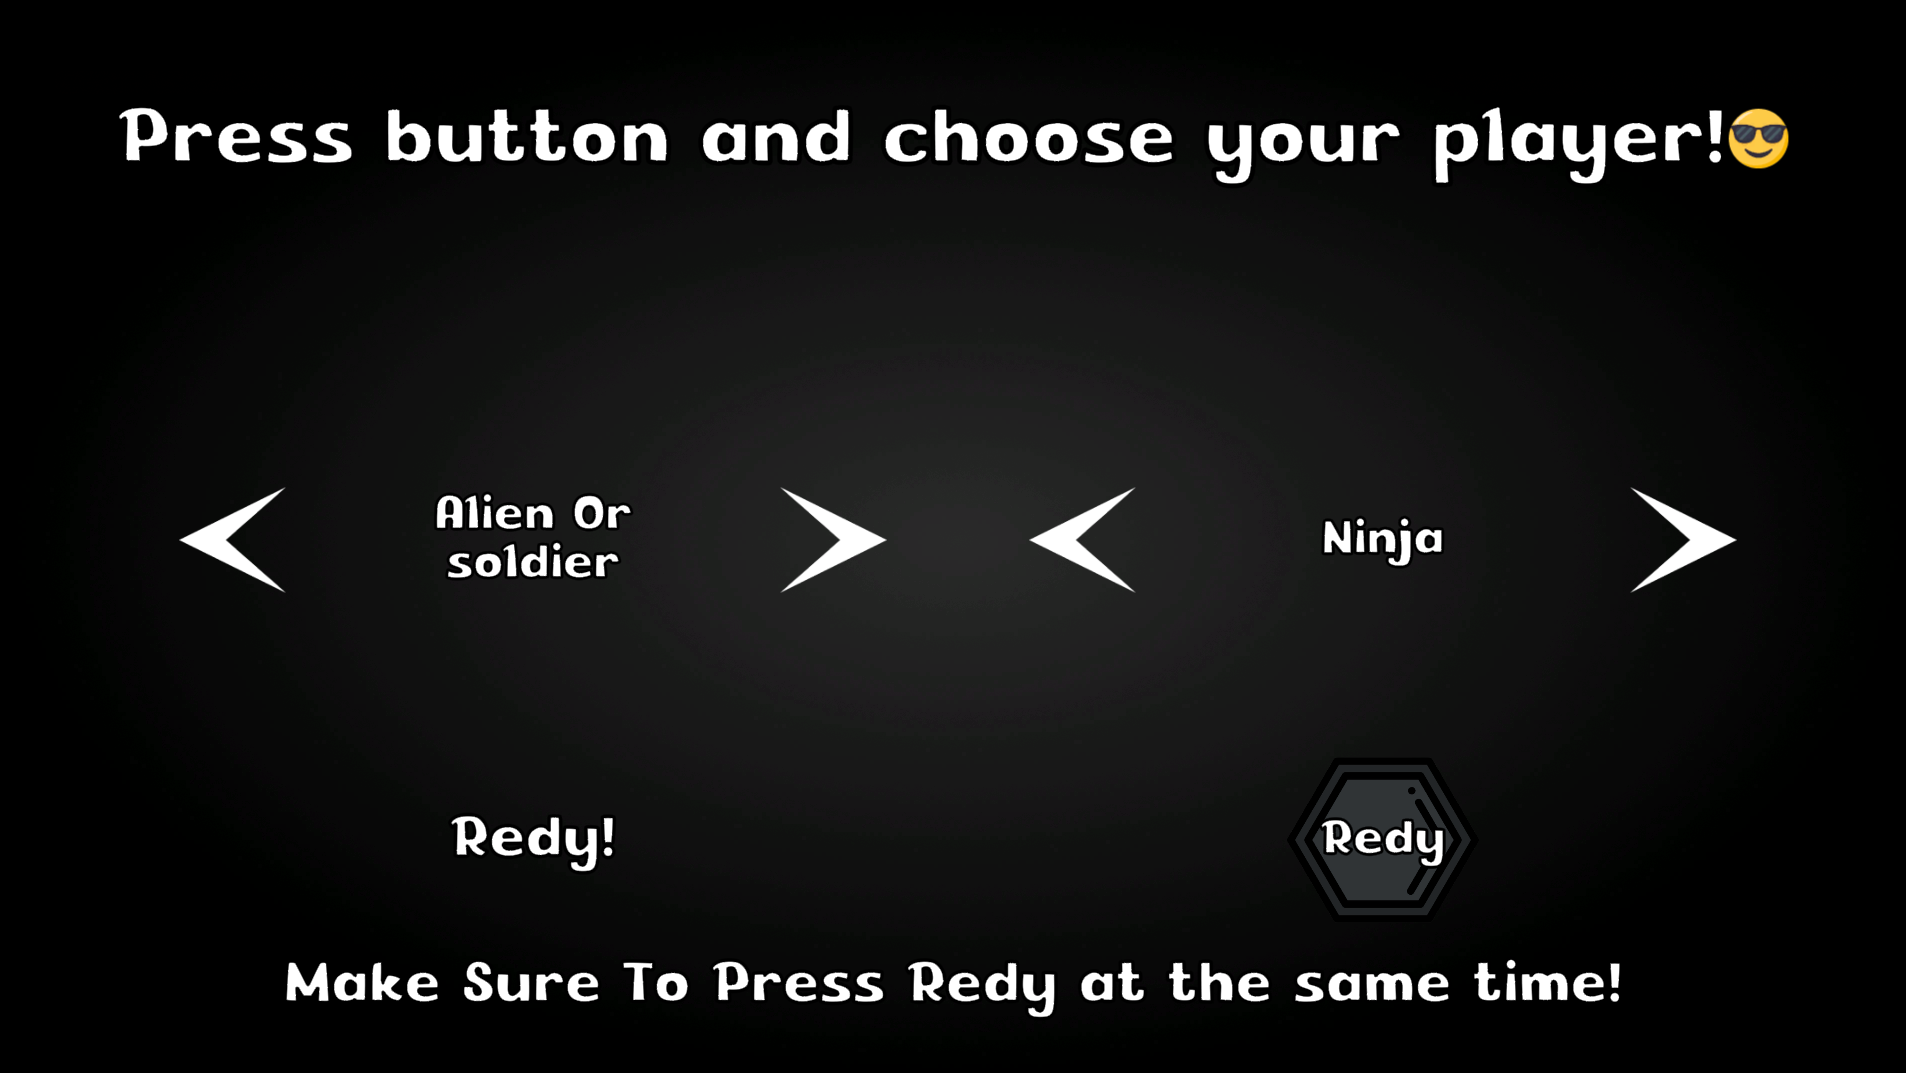 Press button and choose your player!😎
Alien Or
soldier
Ninja
Redy!
Redy
Make Sure To Press Redy at the same time!